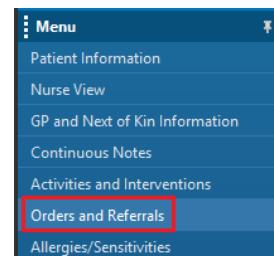 Menu
Patient Information
Nurse View
GP and Next of Kin Information
Continuous Notes
Activities and Interventions
Orders and Referrals
Allergies/Sensitivities